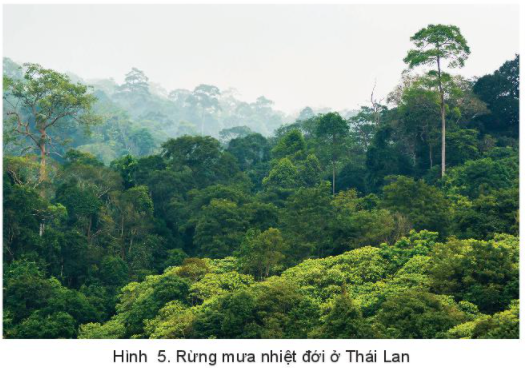 Hình 5. Rừng mưa nhiệt đới ở Thái Lan